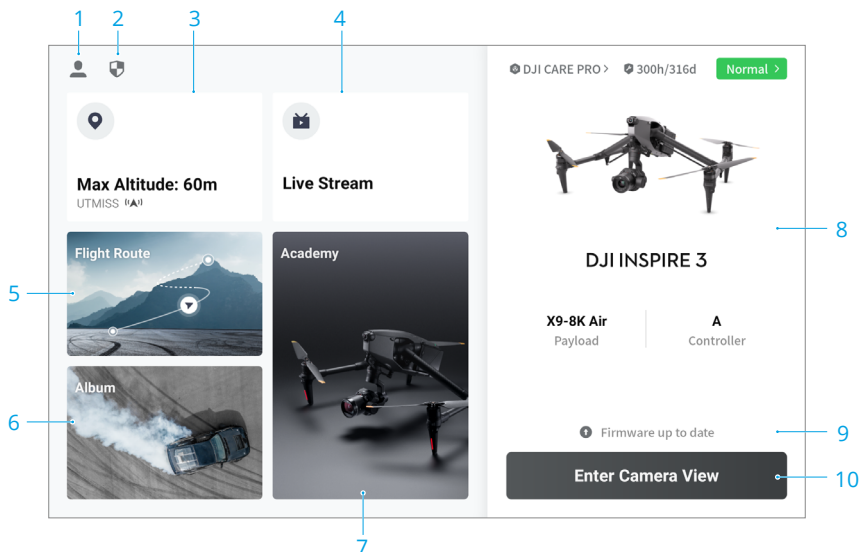 1
2
3
4
DJI CARE PRO >
300h/316d
Normal >
Max Altitude: 60m
UTMISS
Live Stream
Flight Route
Academy
5
8
DJI INSPIRE 3
X9-8K Air
Payload
A
Controller
Album
6
Firmware up to date
9
Enter Camera View
10
7